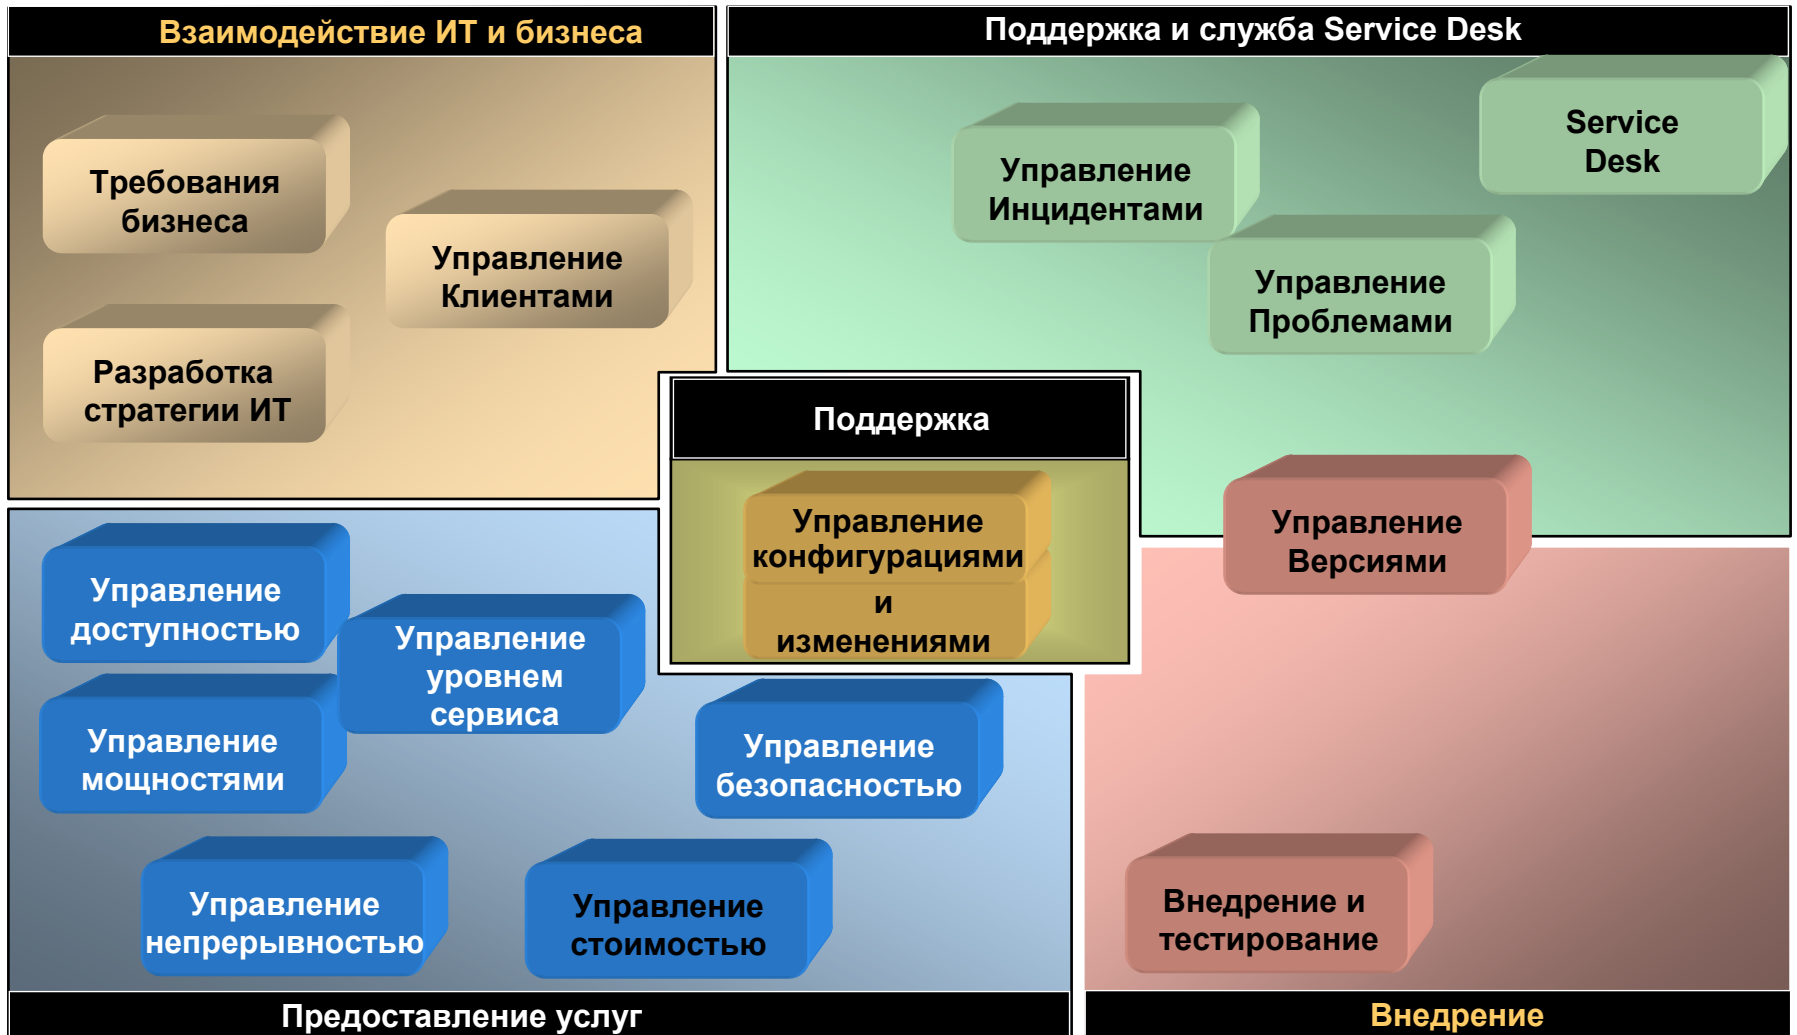 Взаимодействие ИТ и бизнеса
Требования
бизнеса
Управление
Клиентами
Разработка
стратегии ИТ
Поддержка и служба Service Desk
Service
Desk
Управление
Инцидентами
Управление
Проблемами
Поддержка
Управление
конфигурациями
и
изменениями
Управление
Версиями
Управление
доступностью
Управление
уровнем
сервиса
Управление
мощностями
Управление
безопасностью
Управление
непрерывностью
Управление
стоимостью
Предоставление услуг
Внедрение и
тестирование
Внедрение